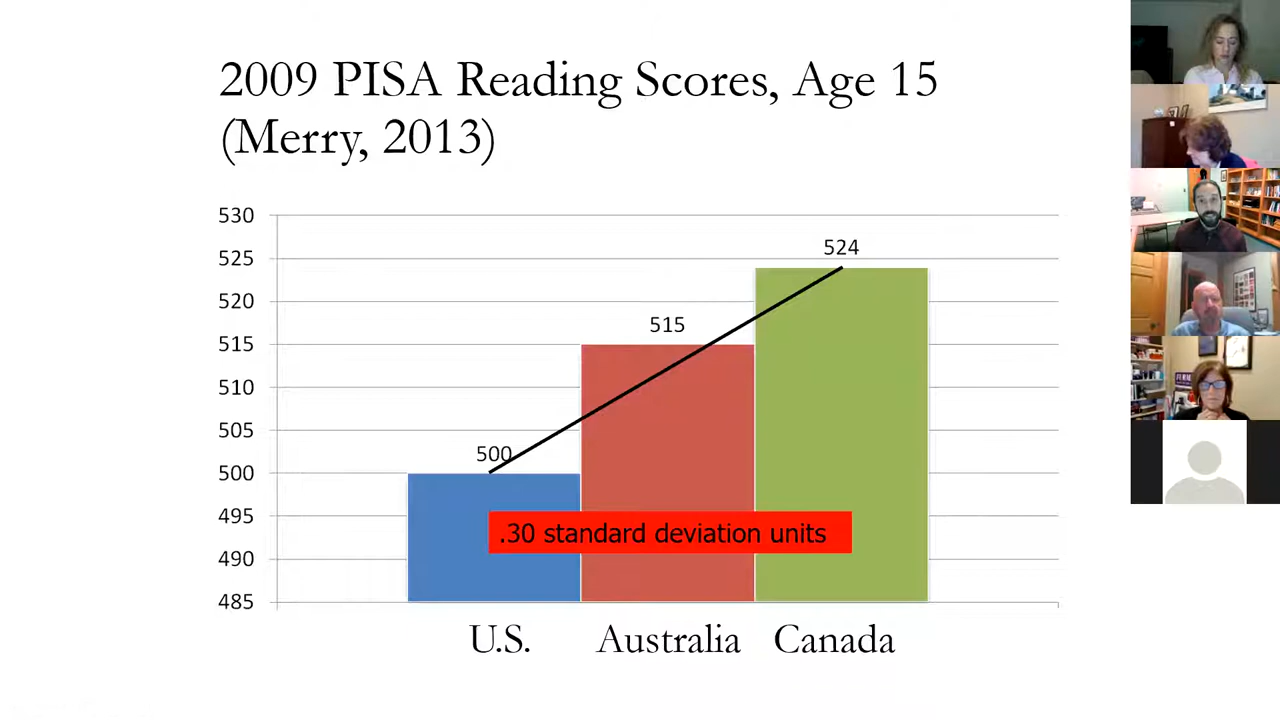 2009 PISA Reading Scores, Age 15
(Merry, 2013)
530
525
520
515
510
505
500
495
490
485
500
515
524
.30 standard deviation units
U.S.
Australia
Canada